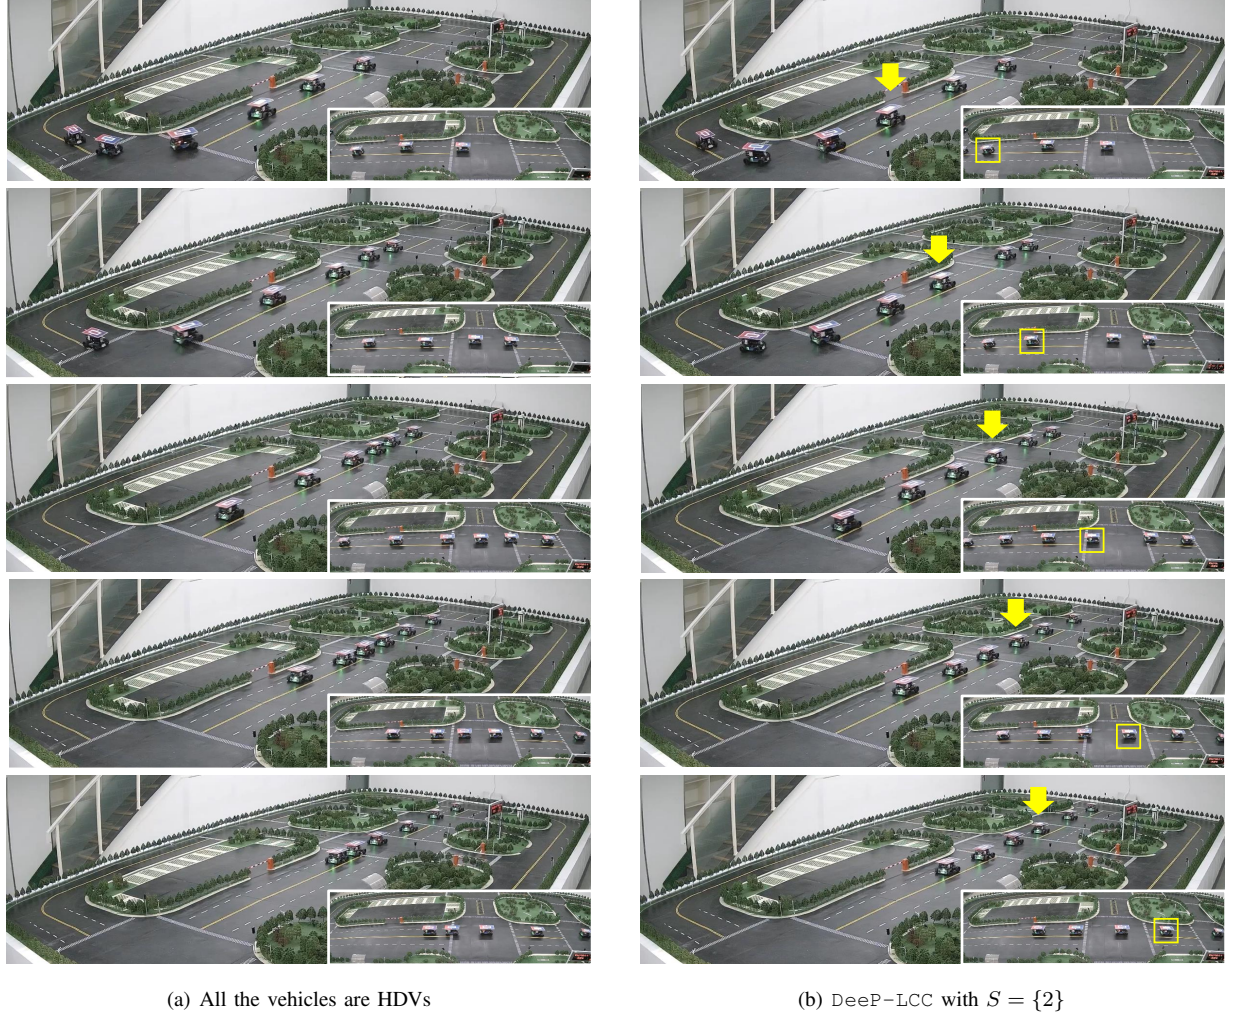 (a) All the vehicles are HDVs
(b) DeeP-LCC with S = {2}